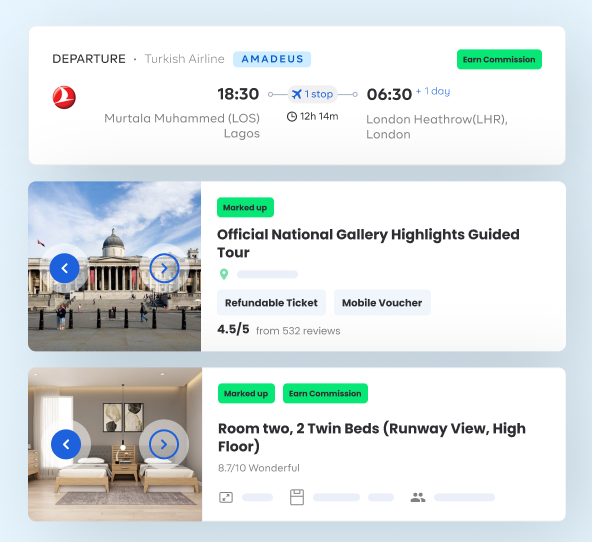 DEPARTURE • Turkish Airline AMADEUS Earn Commission
18:30 1 stop 06:30 + 1 day
Murtala Muhammed (LOS) 12h 14m London Heathrow(LHR),
Lagos London
Marked up
Official National Gallery Highlights Guided
Tour
Refundable Ticket Mobile Voucher
4.5/5 from 532 reviews
Marked up Earn Commission
Room two, 2 Twin Beds (Runway View, High
Floor)
8.7/10 Wonderful